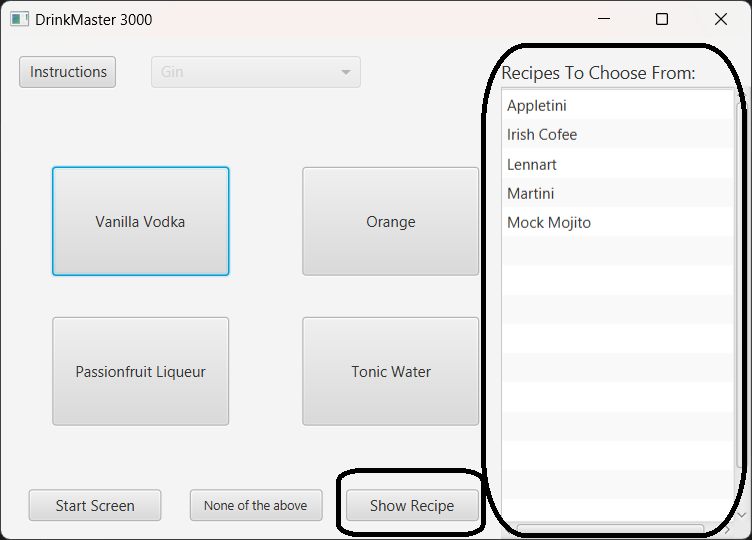 DrinkMaster 3000
Instructions
Gin
Recipes To Choose From:
Appletini
Irish Cofee
Lennart
Martini
Mock Mojito
Vanilla Vodka
Orange
Passionfruit Liqueur
Tonic Water
Start Screen
None of the above
Show Recipe